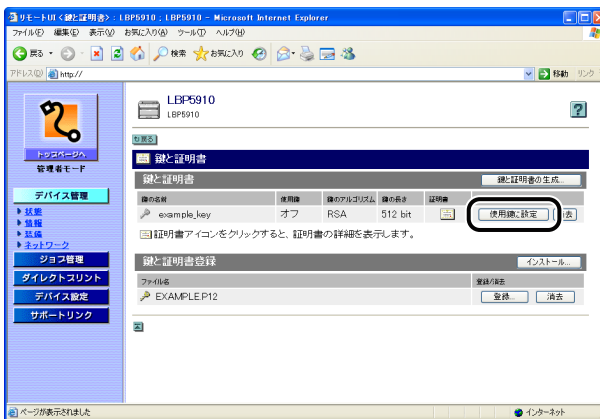 リモートUI <鍵と証明書> : LBP5910 ; LBP5910 - Microsoft Internet Explorer
ファイル(F) 編集(E) 表示(V) お気に入り(A) ツール(T) ヘルプ(H)
戻る 検索 お気に入り
アドレス(D) http:// 移動 リンク
LBP5910
LBP5910
戻る
トップページへ
管理者モード
鍵と証明書
鍵と証明書 鍵と証明書の生成...
デバイス管理
状態
情報
ネットワーク
ジョブ管理
ダイレクトプリント
デバイス設定
サポートリンク
鍵の名前 使用鍵 鍵のアルゴリズム 鍵の長さ 証明書
example_key オフ RSA 512 bit 使用鍵に設定 去
証明書アイコンをクリックすると、証明書の詳細を表示します。
鍵と証明書登録 インストール...
ファイル名 登録/消去
EXAMPLE.P12 登録... 消去
ページが表示されました インターネット